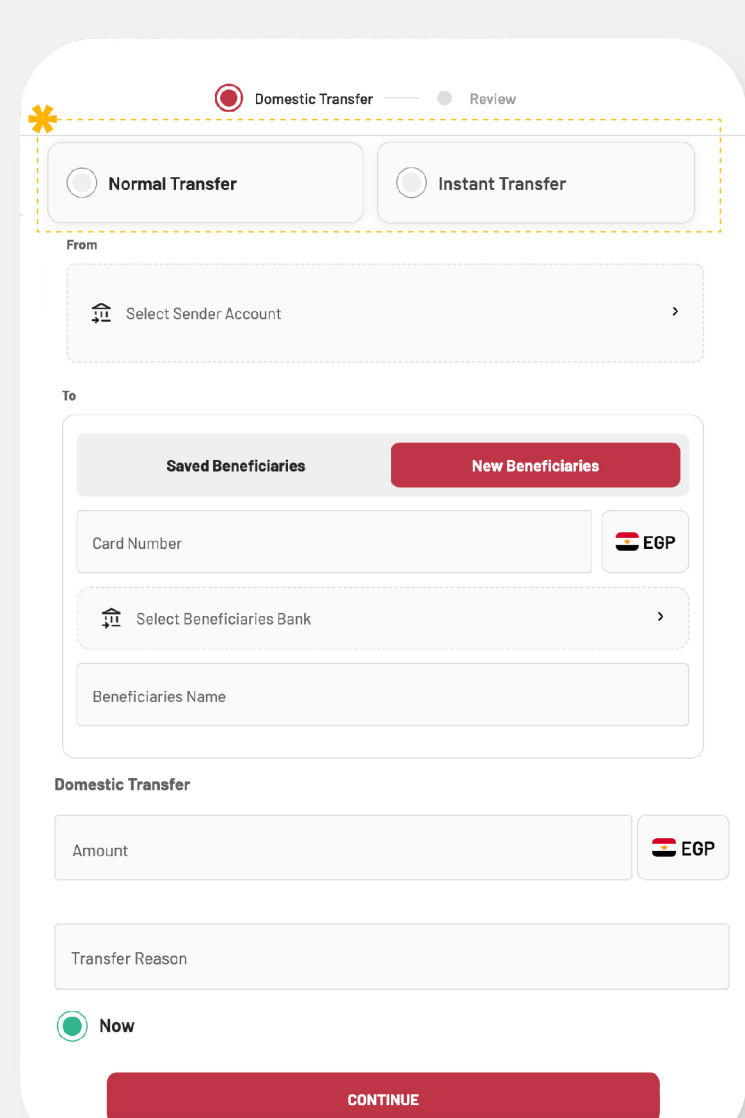 Domestic Transfer
Review
Normal Transfer
Instant Transfer
From
Select Sender Account
To
Saved Beneficiaries
New Beneficiaries
Card Number
EGP
Select Beneficiaries Bank
Beneficiaries Name
Domestic Transfer
Amount
EGP
Transfer Reason
Now
CONTINUE